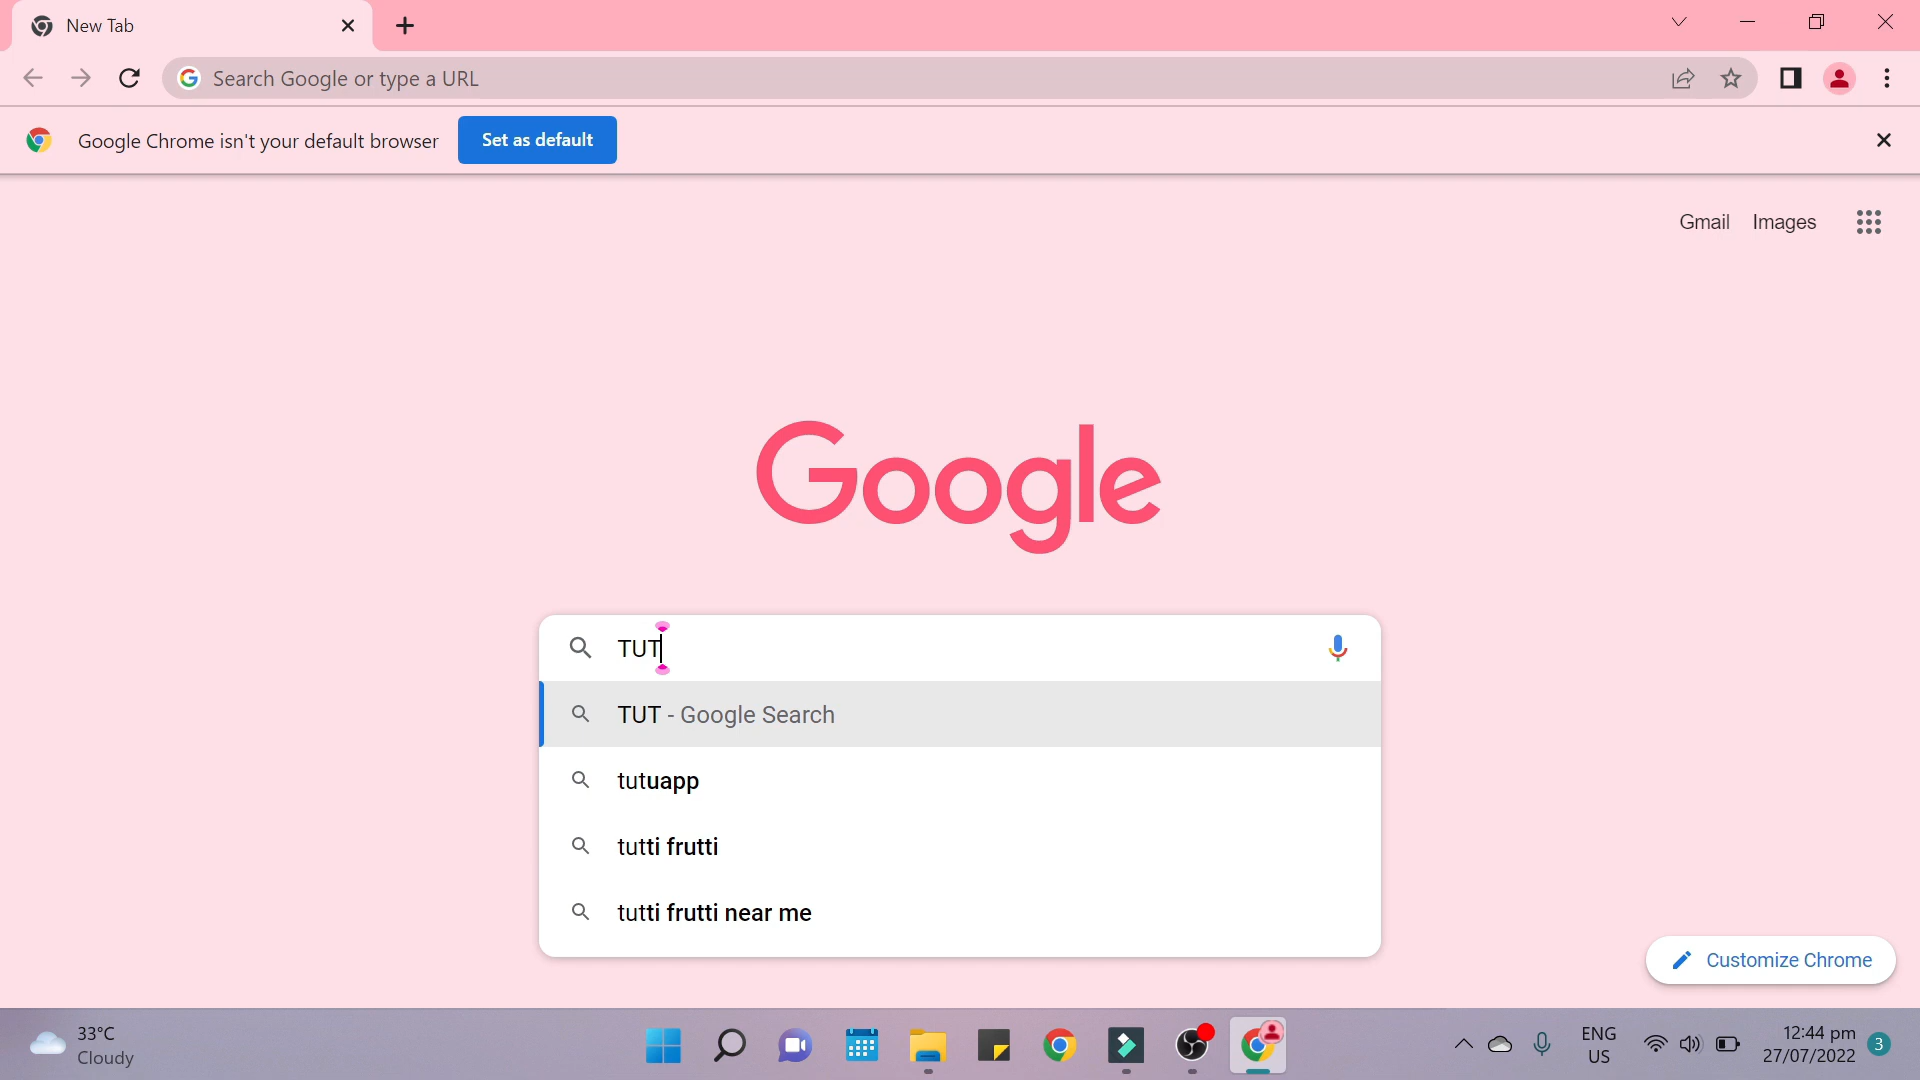 New Tab
Search Google or type a URL
Google Chrome isn't your default browser
Set as default
Gmail Images
Google
TUT
TUT - Google Search
tutuapp
tutti frutti
tutti frutti near me
Customize Chrome
33°C
Cloudy
ENG
US
12:44 pm
27/07/2022
3